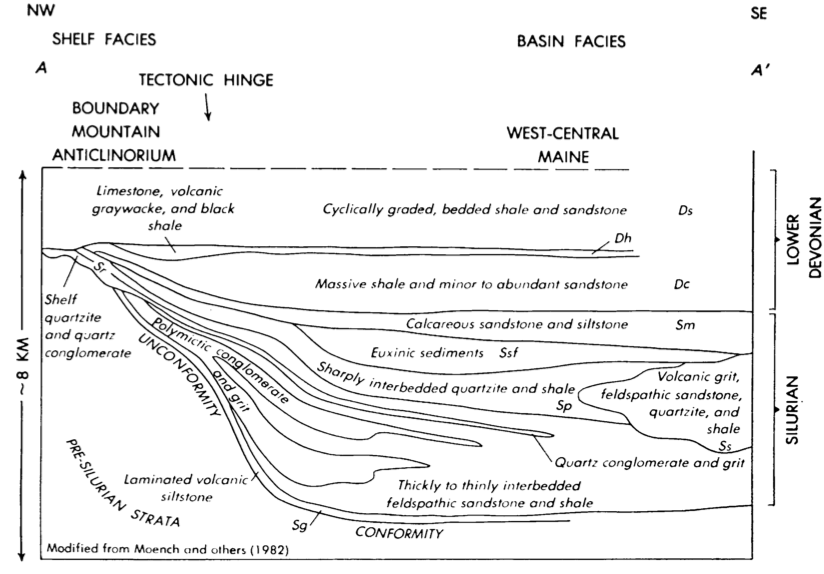 NW
SE
SHELF FACIES
BASIN FACIES
A
A'
TECTONIC HINGE
BOUNDARY
MOUNTAIN
ANTICLINORIUM
WEST-CENTRAL
MAINE
Limestone, volcanic
graywacke, and black
shale
Cyclically graded, bedded shale and sandstone Ds
Dh
LOWER
DEVONIAN
Sr
Massive shale and minor to abundant sandstone Dc
Shelf
quartzite
and quartz
conglomerate
Calcareous sandstone and siltstone Sm
Polymictic conglomerate
and grit
UNCONFORMITY
Euxinic sediments Ssf
Sharply interbedded quartzite and shale
Sp
Volcanic grit,
feldspathic sandstone,
quartzite, and
shale
Ss
SILURIAN
~ 8 KM
Quartz conglomerate and grit
PRE-SILURIAN
STRATA
Laminated volcanic
siltstone
Thickly to thinly interbedded
feldspathic sandstone and shale
Sg
CONFORMITY
Modified from Moench and others (1982)